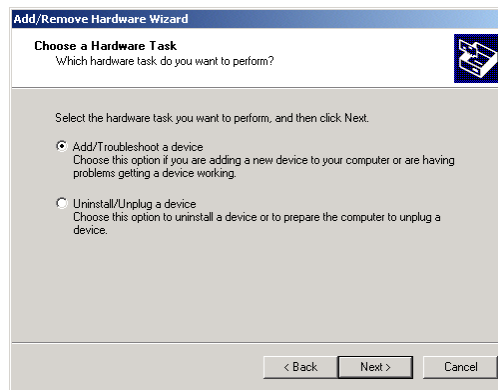 Add/Remove Hardware Wizard
Choose a Hardware Task
Which hardware task do you want to perform?
Select the hardware task you want to perform, and then click Next.
Add/Troubleshoot a device
Choose this option if you are adding a new device to your computer or are having
problems getting a device working.
Uninstall/Unplug a device
Choose this option to uninstall a device or to prepare the computer to unplug a
device.
< Back Next > Cancel